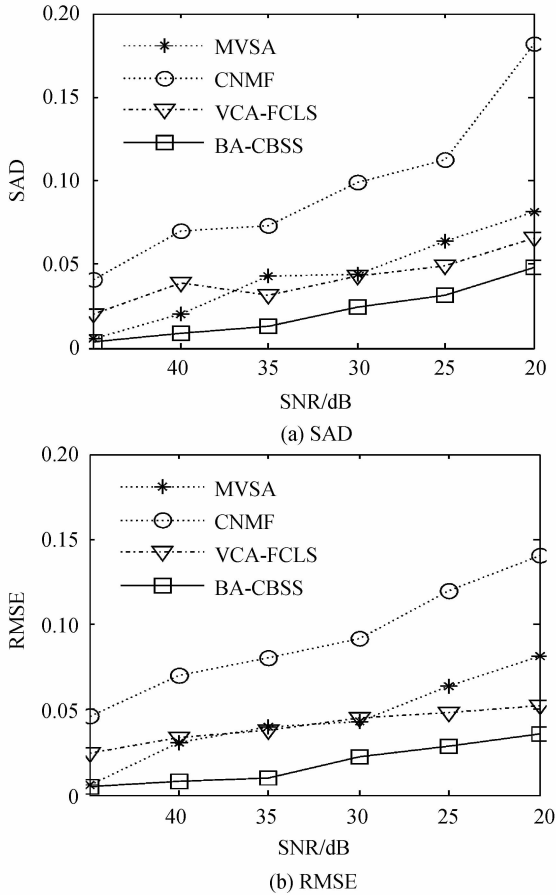 0.20
MVSA
CNMF
0.15
VCA-FCLS
BA-CBSS
SAD
0.10
0.05
0
40 35 30 25 20
SNR/dB
(a) SAD
0.20
MVSA
CNMF
0.15
VCA-FCLS
BA-CBSS
RMSE
0.10
0.05
0
40 35 30 25 20
SNR/dB
(b) RMSE